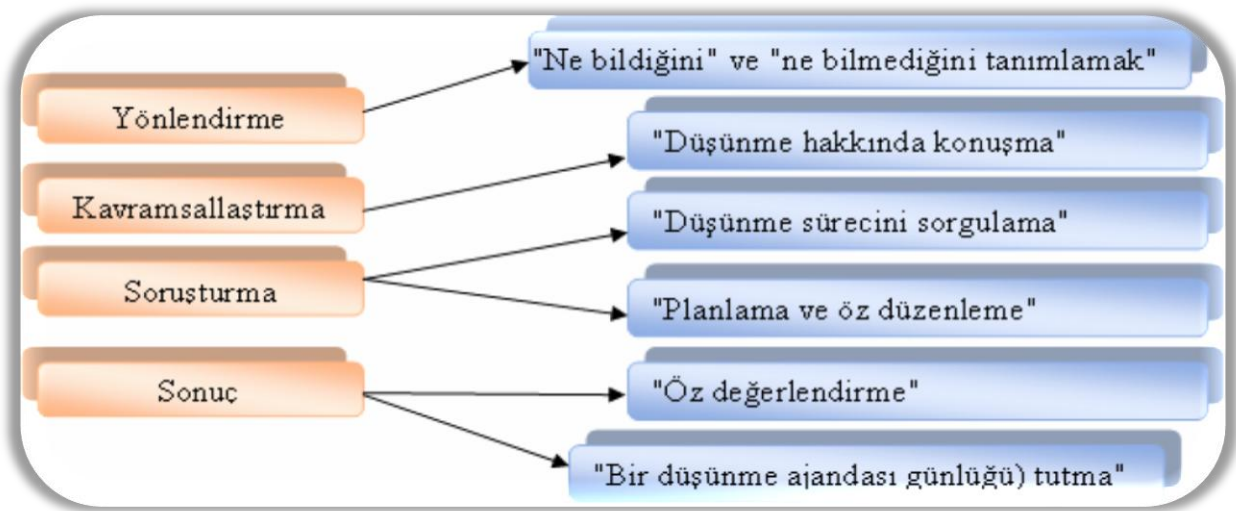 Yönlendirme
Kavramsallaştırma
Soruşturma
Sonuç
"Ne bildiğini" ve "ne bilmediğini tanımlamak"
"Düşünme hakkında konuşma"
"Düşünme sürecini sorgulama"
"Planlama ve öz düzenleme"
"Öz değerlendirme"
"Bir düşünme ajandası günlüğü) tutma"